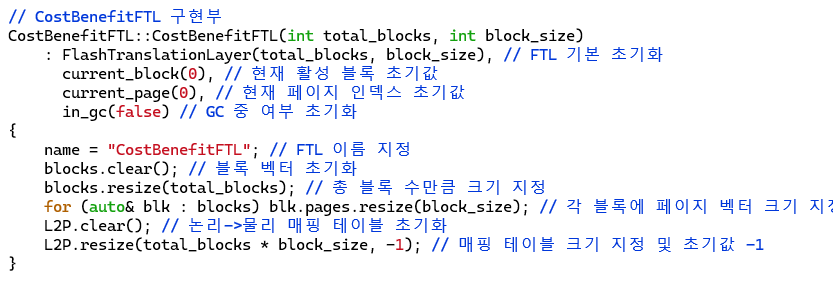 // CostBenefitFTL 구현부
CostBenefitFTL::CostBenefitFTL(int total_blocks, int block_size)
    : FlashTranslationLayer(total_blocks, block_size), // FTL 기본 초기화
      current_block(0), // 현재 활성 블록 초기값
      current_page(0), // 현재 페이지 인덱스 초기값
      in_gc(false) // GC 중 여부 초기화
{
    name = "CostBenefitFTL"; // FTL 이름 지정
    blocks.clear(); // 블록 벡터 초기화
    blocks.resize(total_blocks); // 총 블록 수만큼 크기 지정
    for (auto& blk : blocks) blk.pages.resize(block_size); // 각 블록에 페이지 벡터 크기 지정
    L2P.clear(); // 논리->물리 매핑 테이블 초기화
    L2P.resize(total_blocks * block_size, -1); // 매핑 테이블 크기 지정 및 초기값 -1
}